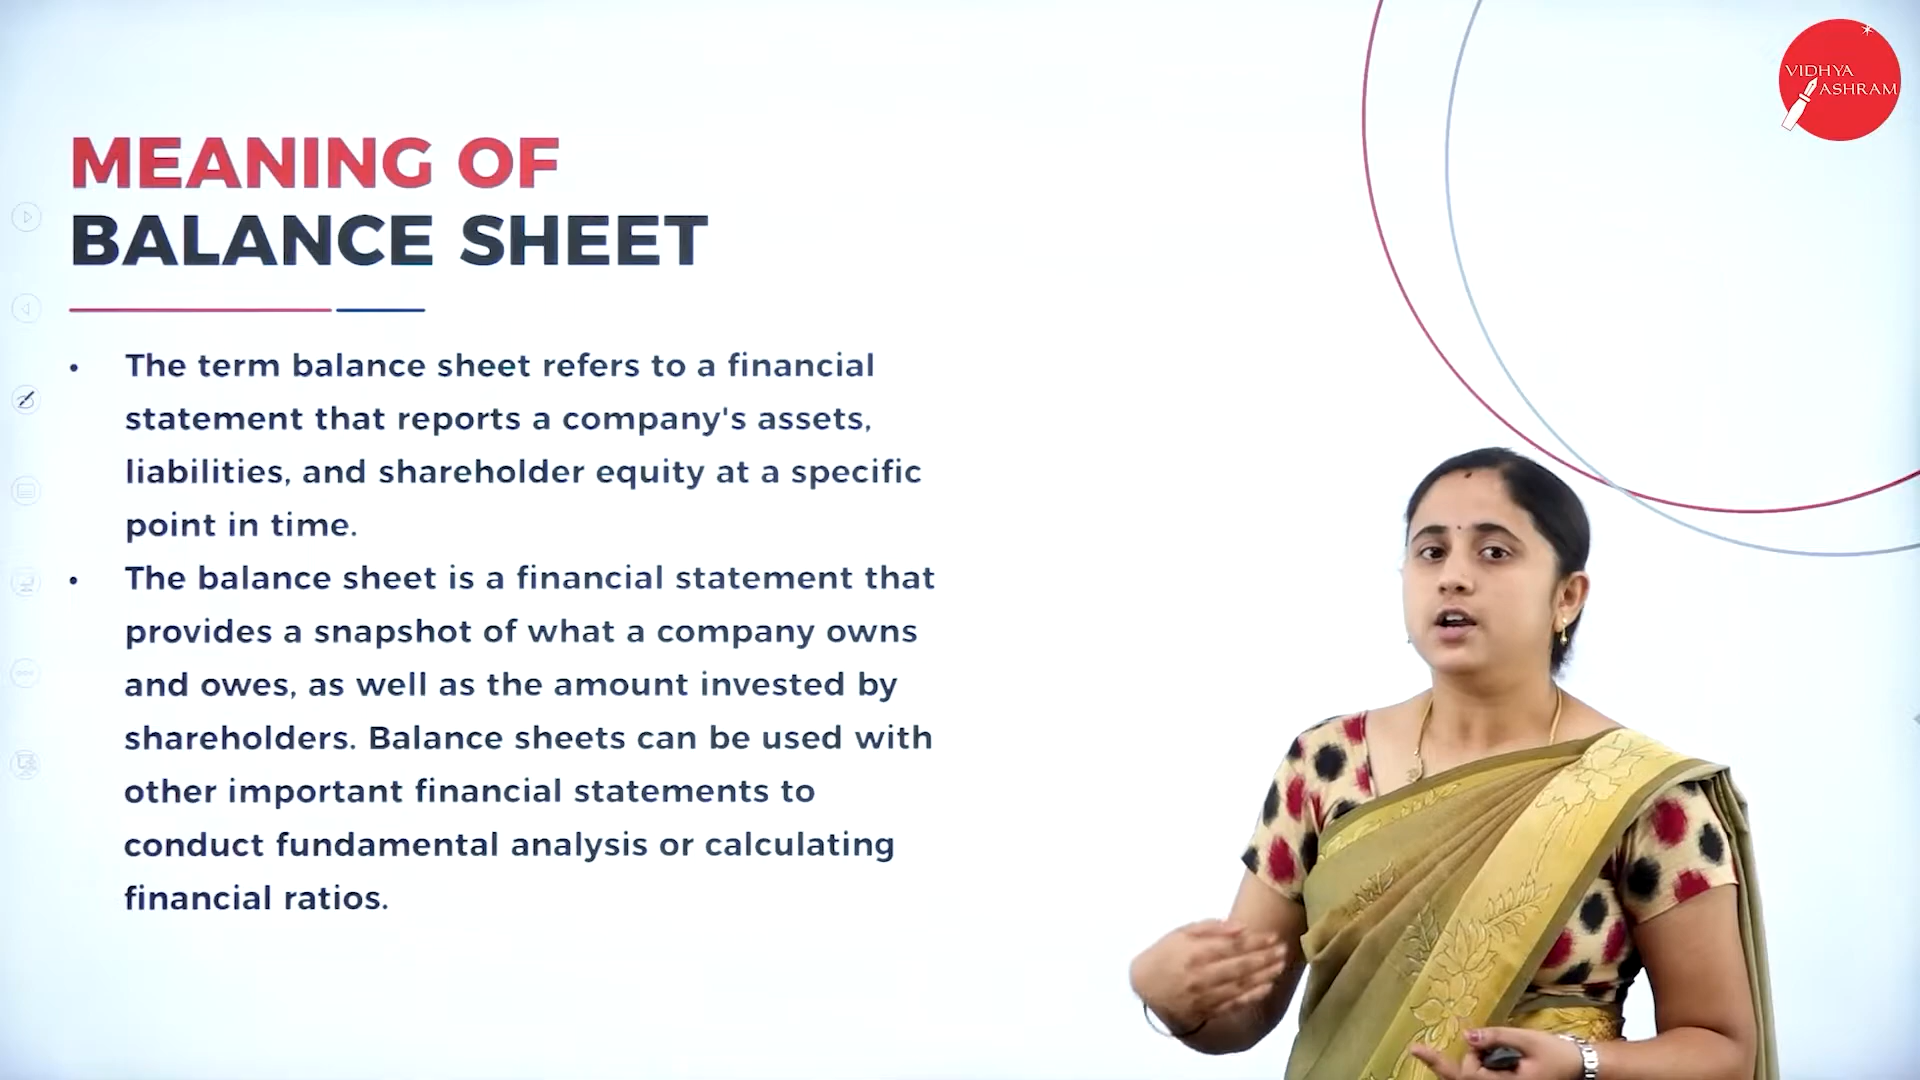 VIDHYA
ASHRAM
MEANING OF
BALANCE SHEET
• The term balance sheet refers to a financial
statement that reports a company's assets,
liabilities, and shareholder equity at a specific
point in time.
• The balance sheet is a financial statement that
provides a snapshot of what a company owns
and owes, as well as the amount invested by
shareholders. Balance sheets can be used with
other important financial statements to
conduct fundamental analysis or calculating
financial ratios.